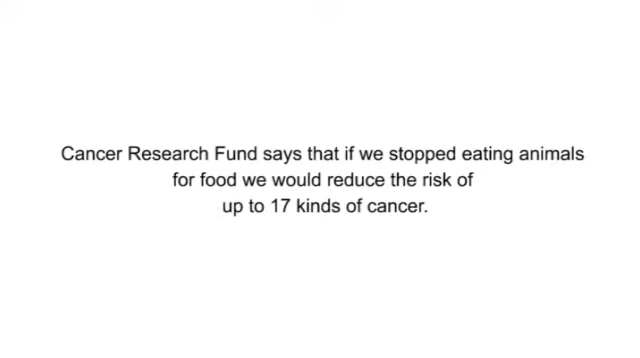 Cancer Research Fund says that if we stopped eating animals
for food we would reduce the risk of
up to 17 kinds of cancer.